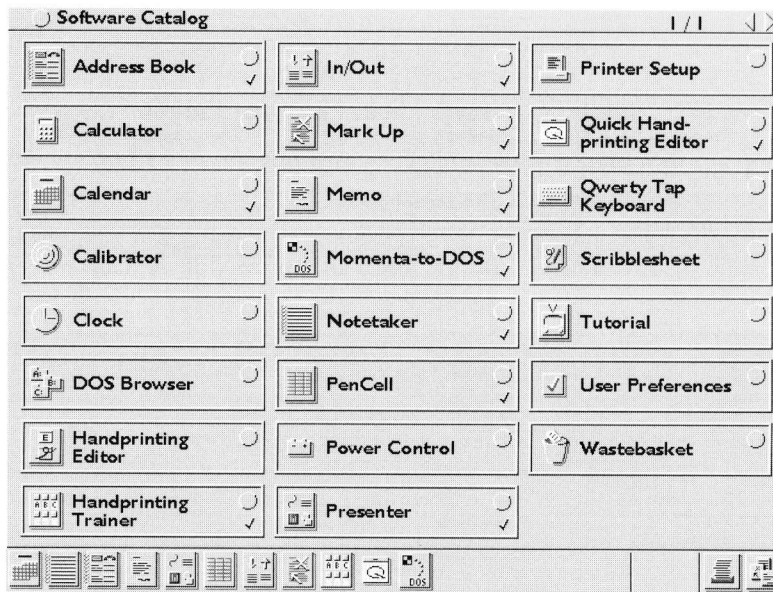 Software Catalog
1 / 1
Address Book
Calculator
Calendar
Calibrator
Clock
DOS Browser
Handprinting
Editor
Handprinting
Trainer
In/Out
Mark Up
Memo
Momenta-to-DOS
DOS
Notetaker
PenCell
Power Control
Presenter
Printer Setup
Quick Hand-
printing Editor
Qwerty Tap
Keyboard
Scribblesheet
Tutorial
User Preferences
Wastebasket
A B C
DOS